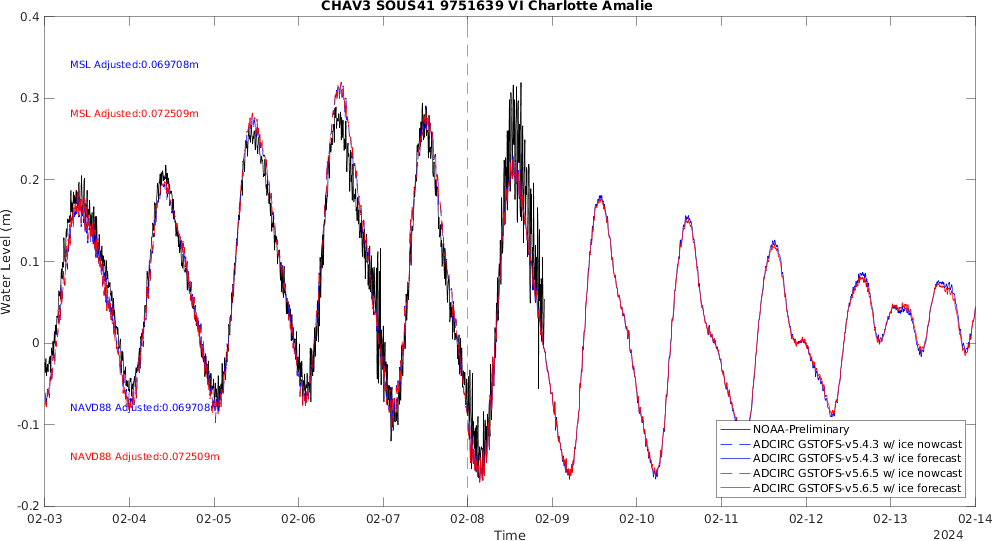 CHAV3 SOUS41 9751639 VI Charlotte Amalie
0.4
0.3
0.2
0.1
0
-0.1
-0.2
Water Level (m)
MSL Adjusted:0.069708m
MSL Adjusted:0.072509m
NAVD88 Adjusted:0.069708m
NAVD88 Adjusted:0.072509m
NOAA-Preliminary
ADCIRC GSTOFS-v5.4.3 w/ ice nowcast
ADCIRC GSTOFS-v5.4.3 w/ ice forecast
ADCIRC GSTOFS-v5.6.5 w/ ice nowcast
ADCIRC GSTOFS-v5.6.5 w/ ice forecast
02-03 02-04 02-05 02-06 02-07 02-08 02-09 02-10 02-11 02-12 02-13 02-14
Time
2024